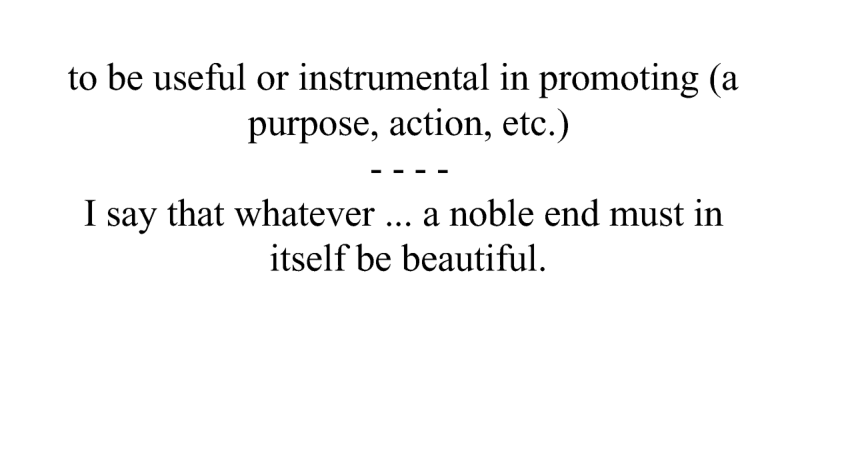 to be useful or instrumental in promoting (a
purpose, action, etc.)
- - - -
I say that whatever ... a noble end must in
itself be beautiful.